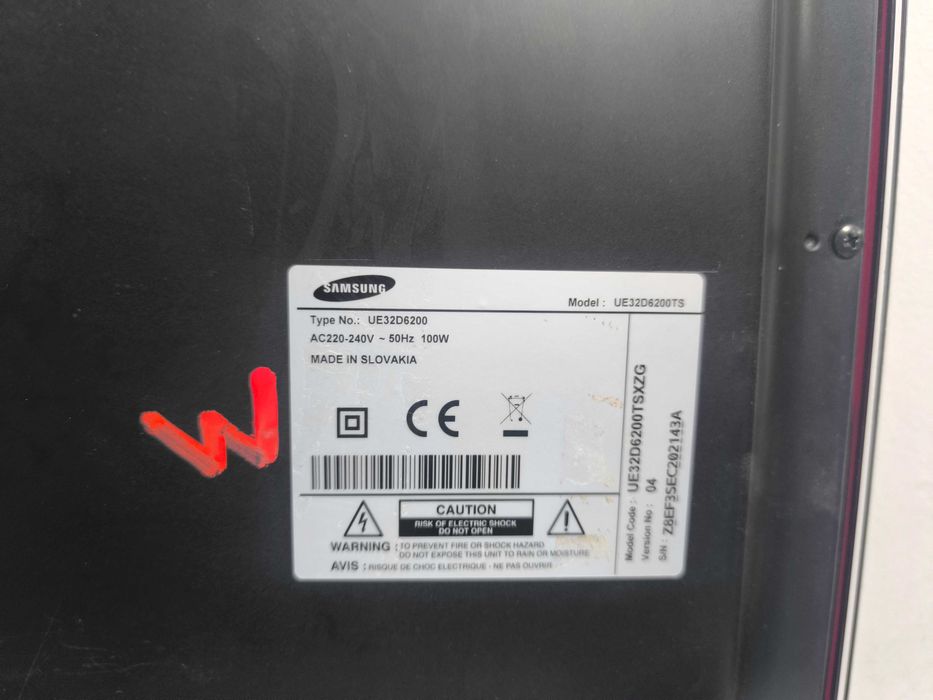 SAMSUNG
Model : UE32D6200TS
Type No.: UE32D6200
AC220-240V ~ 50Hz 100W
MADE IN SLOVAKIA
CE
CAUTION
RISK OF ELECTRIC SHOCK
DO NOT OPEN
WARNING : TO PREVENT FIRE OR SHOCK HAZARD
DO NOT EXPOSE THIS UNIT TO RAIN OR MOISTURE
AVIS : RISQUE DE CHOC ELECTRIQUE - NE PAS OUVRIR
Model Code : UE32D6200TSXZG
Version No : 04
S/N : Z8EF3SEC202143A
W